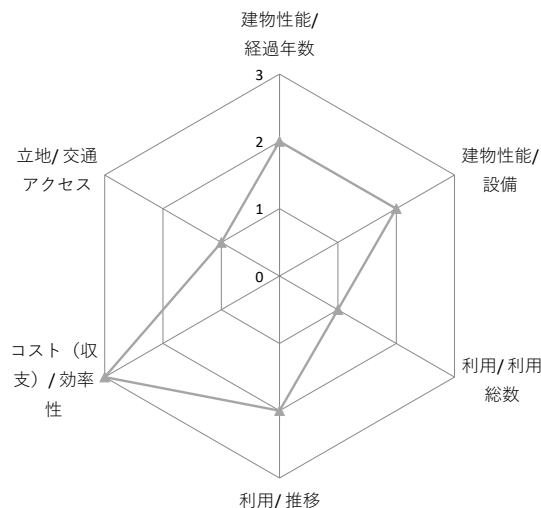 建物性能/
経過年数
3
2
1
0
建物性能/
設備
利用/ 利用
総数
利用/ 推移
コスト（収
支）/ 効率
性
立地/ 交通
アクセス